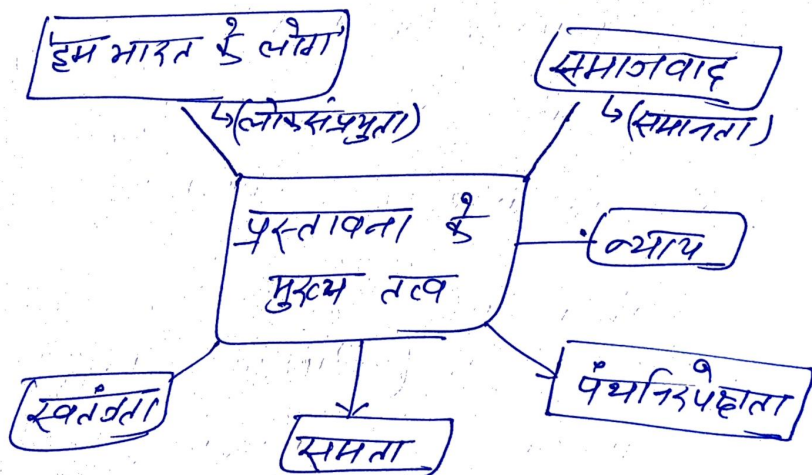 'हम भारत के लोग'
↳(लोकसंप्रभुता)
समाजवाद
↳(समानता)
प्रस्तावना के
मुख्य तत्व
न्याय
पंथनिरपेक्षता
समता
स्वतंत्रता